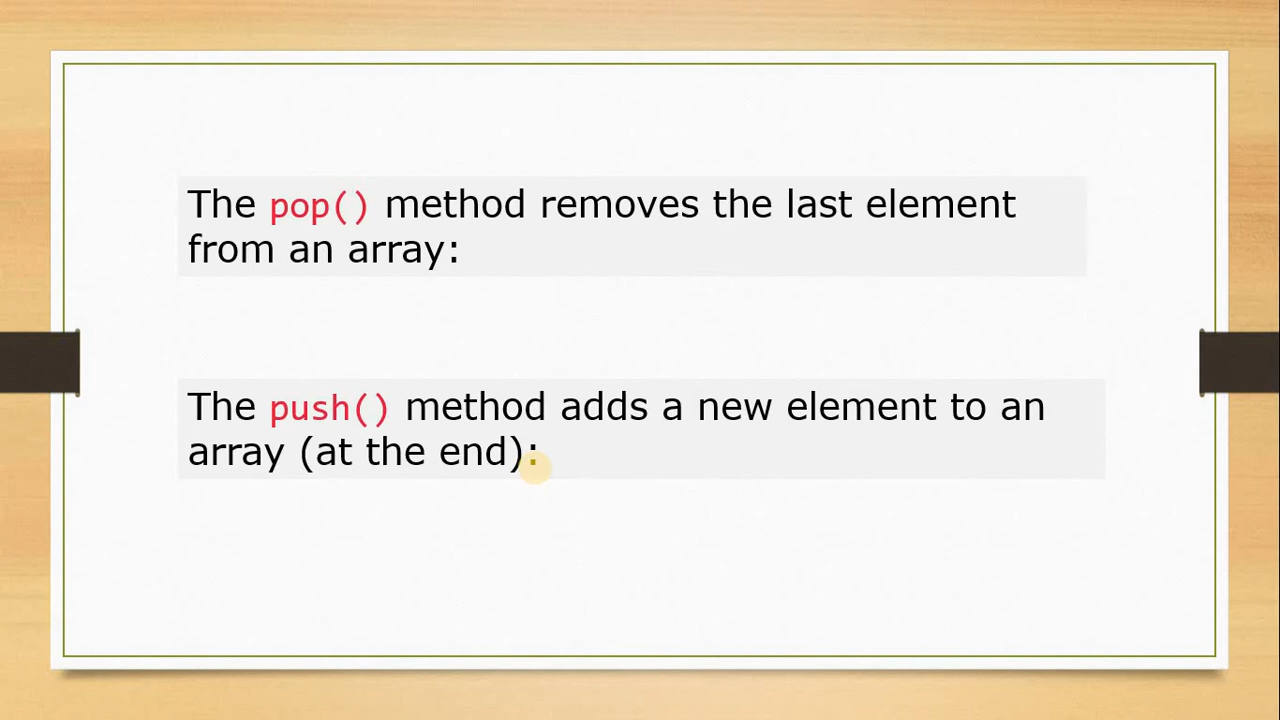 The pop() method removes the last element
from an array:
The push() method adds a new element to an
array (at the end):